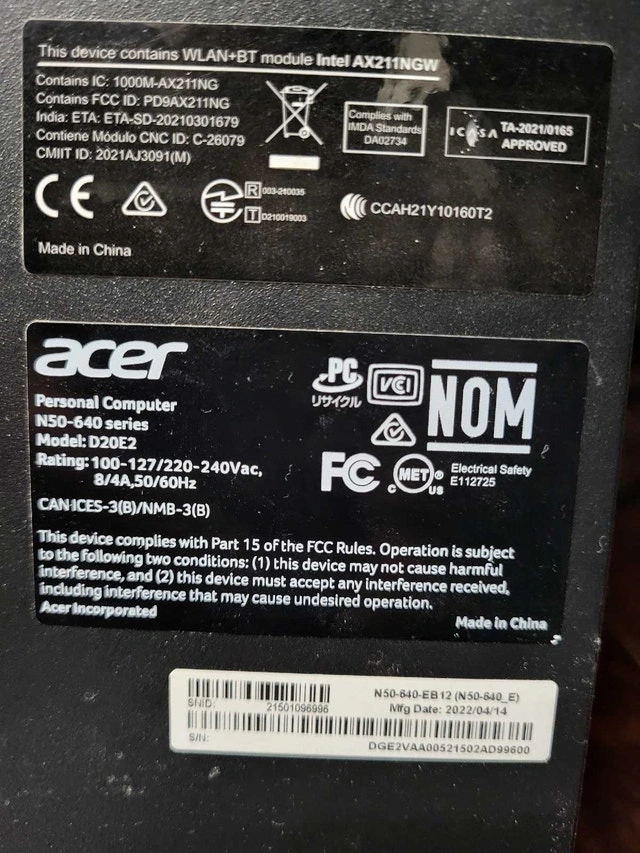 This device contains WLAN+BT module Intel AX211NGW
Contains IC: 1000M-AX211NG
Contains FCC ID: PD9AX211NG
India: ETA: ETA-SD-20210301679
Contiene Módulo CNC ID: C-26079
CMIIT ID: 2021AJ3091(M)
Complies with
IMDA Standards
DA02734
ICASA TA-2021/0165
APPROVED
CE
R 003-210035
T D210019003
CCAH21Y10160T2
Made in China
acer
Personal Computer
N50-640 series
Model: D20E2
Rating: 100-127/220-240Vac,
8/4A,50/60Hz
CAN ICES-3(B)/NMB-3(B)
PC
リサイクル
VCI
NOM
FC
c MET us
Electrical Safety
E112725
This device complies with Part 15 of the FCC Rules. Operation is subject
to the following two conditions: (1) this device may not cause harmful
interference, and (2) this device must accept any interference received,
including interference that may cause undesired operation.
Acer Incorporated
Made in China
SNID: 21501096996
N50-640-EB12 (N50-640_E)
Mfg Date: 2022/04/14
S/N:
DGE2VAA00521502AD99600